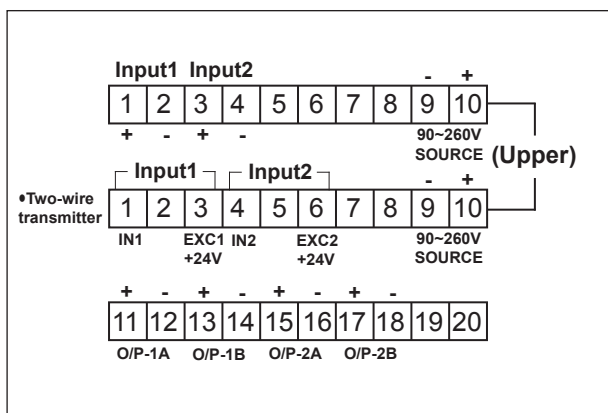 Input1 Input2
- +
1 2 3 4 5 6 7 8 9 10
+ - + -
90~260V
SOURCE
(Upper)
Input1 Input2
- +
•Two-wire
transmitter
1 2 3 4 5 6 7 8 9 10
IN1 EXC1 IN2 EXC2 90~260V
+24V +24V SOURCE
+ - + - + - + -
11 12 13 14 15 16 17 18 19 20
O/P-1A O/P-1B O/P-2A O/P-2B